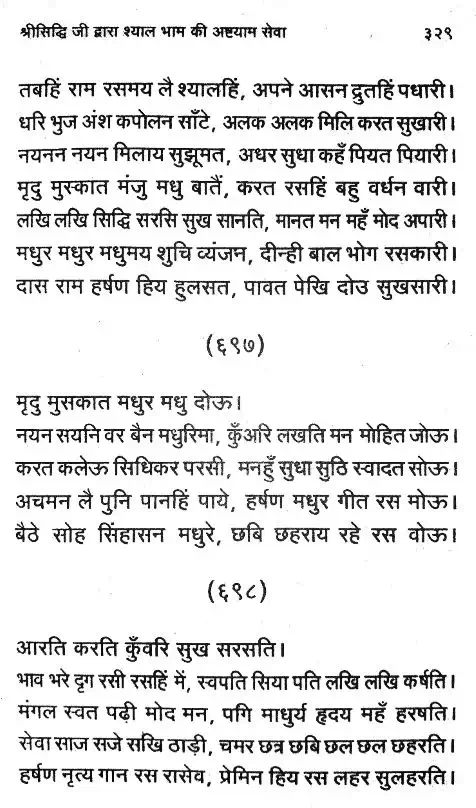 श्रीसिद्धि जी द्वारा श्याल भाम की अष्टयाम सेवा ३२९
तबहिं राम रसमय लै श्यालहिं, अपने आसन द्रुतहिं पधारी।
धरि भुज अंश कपोलन साँटे, अलक अलक मिलि करत सुखारी।
नयनन नयन मिलाय सुझूमत, अधर सुधा कहँ पियत पियारी।
मृदु मुस्कात मंजु मधु बातैं, करत रसहिं बहु वर्धन वारी।
लखि लखि सिद्धि सरसि सुख सानति, मानत मन महँ मोद अपारी।
मधुर मधुर मधुमय शुचि व्यंजन, दीन्ही बाल भोग रसकारी।
दास राम हर्षण हिय हुलसत, पावत पेखि दोउ सुखसारी।
(६९७)
मृदु मुसकात मधुर मधु दोऊ।
नयन सयनि वर बैन मधुरिमा, कुँअरि लखति मन मोहित जोऊ।
करत कलेऊ सिधिकर परसी, मनहुँ सुधा सुठि स्वादत सोऊ।
अचमन लै पुनि पानहिं पाये, हर्षण मधुर गीत रस मोऊ।
बैठे सोह सिंहासन मधुरे, छबि छहराय रहे रस वोऊ।
(६९८)
आरति करति कुँवरि सुख सरसति।
भाव भरे दृग रसी रसहिं में, स्वपति सिया पति लखि लखि कर्षति।
मंगल स्वत पढ़ी मोद मन, पगि माधुर्य हृदय महँ हरषति।
सेवा साज सजे सखि ठाड़ी, चमर छत्र छबि छल छल छहरति।
हर्षण नृत्य गान रस रासेव, प्रेमिन हिय रस लहर सुलहरति।